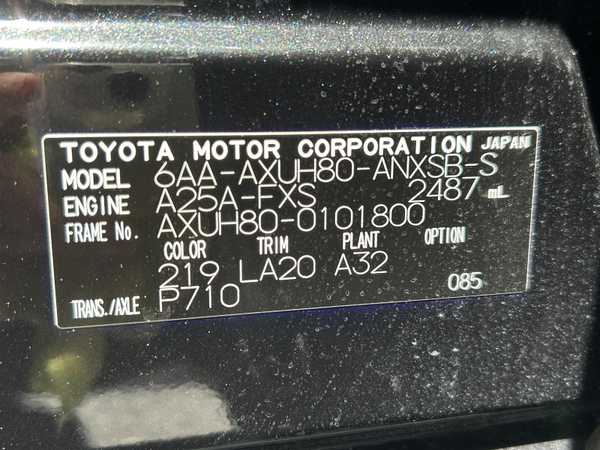 TOYOTA MOTOR CORPORATION JAPAN
MODEL 6AA-AXUH80-ANXSB-S
ENGINE A25A-FXS 2487 mL
FRAME No. AXUH80-0101800
COLOR TRIM PLANT OPTION
219 LA20 A32
TRANS./AXLE P710 085